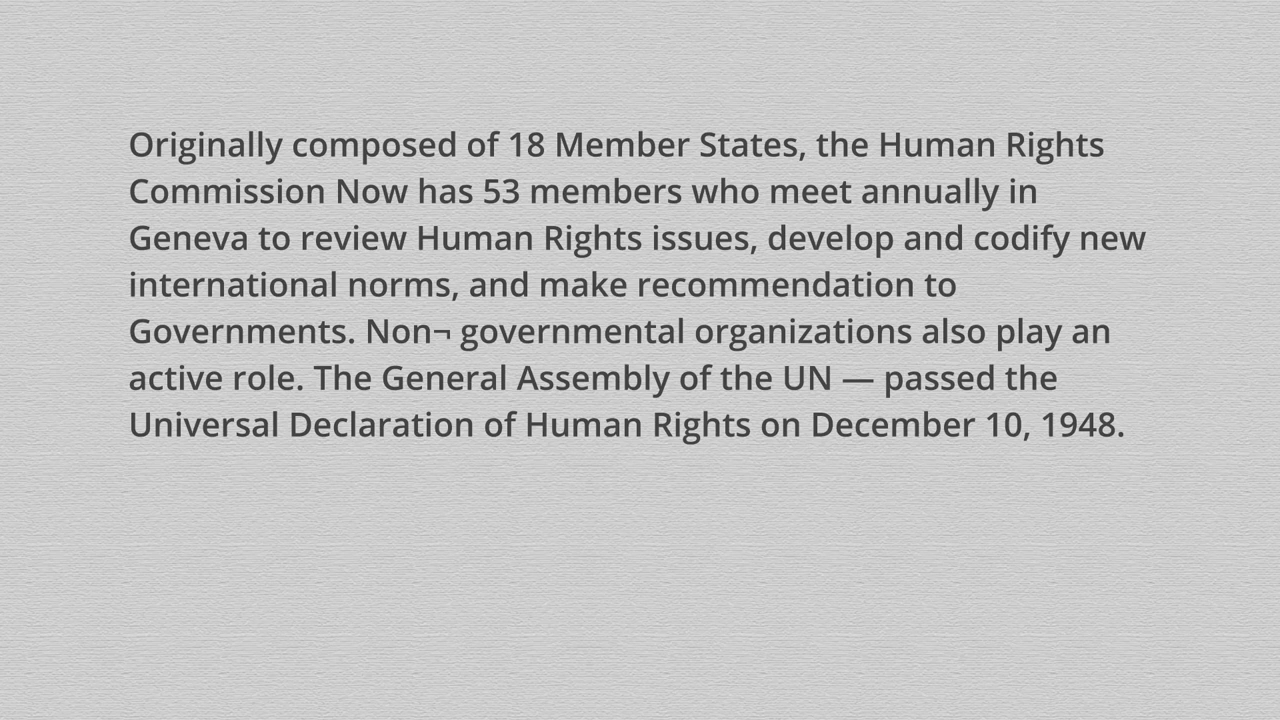 Originally composed of 18 Member States, the Human Rights
Commission Now has 53 members who meet annually in
Geneva to review Human Rights issues, develop and codify new
international norms, and make recommendation to
Governments. Non¬ governmental organizations also play an
active role. The General Assembly of the UN — passed the
Universal Declaration of Human Rights on December 10, 1948.